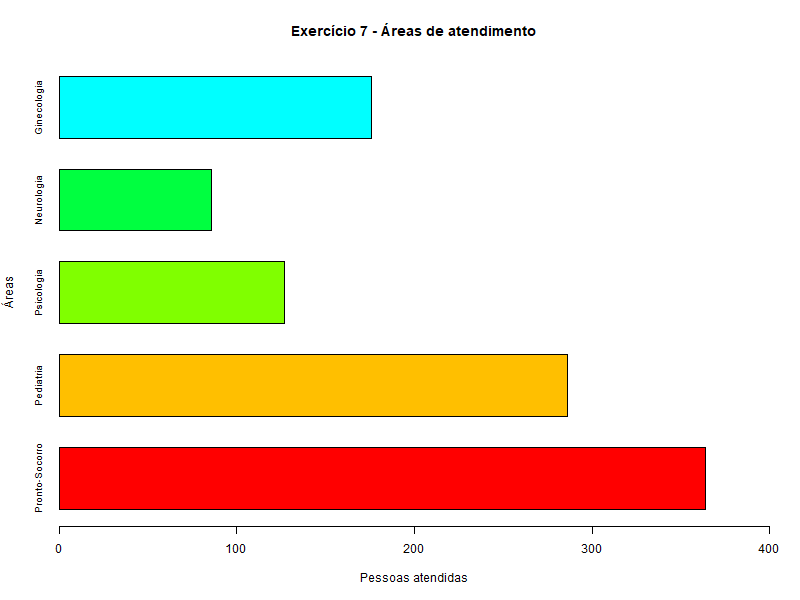 Exercício 7 - Áreas de atendimento
Ginecologia
Neurologia
Psicologia
Pediatria
Pronto-Socorro
Áreas
0 100 200 300 400
Pessoas atendidas